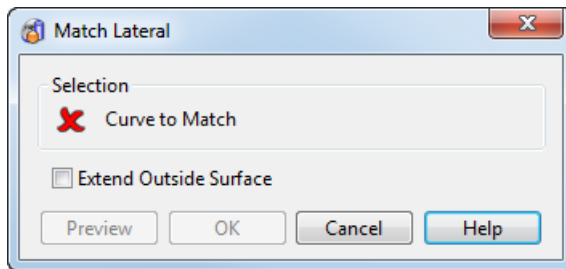 Match Lateral
Selection
Curve to Match
Extend Outside Surface
Preview OK Cancel Help